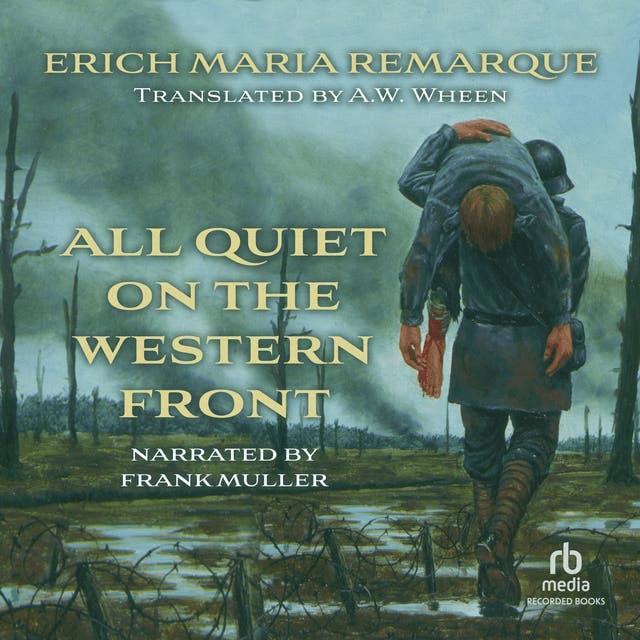 ERICH MARIA REMARQUE
TRANSLATED BY A.W. WHEEN
ALL QUIET
ON THE
WESTERN
FRONT
NARRATED BY
FRANK MULLER
rb
media
RECORDED BOOKS